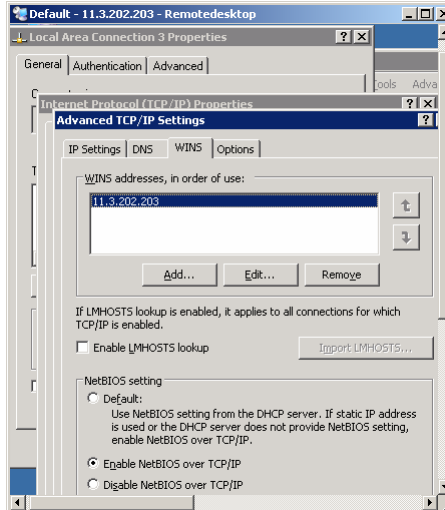 Default - 11.3.202.203 - Remotedesktop
Local Area Connection 3 Properties
General Authentication Advanced
Tools Adva
Internet Protocol (TCP/IP) Properties
Advanced TCP/IP Settings
IP Settings DNS WINS Options
WINS addresses, in order of use:
11.3.202.203
Add... Edit... Remove
If LMHOSTS lookup is enabled, it applies to all connections for which
TCP/IP is enabled.
Enable LMHOSTS lookup Import LMHOSTS...
NetBIOS setting
Default:
Use NetBIOS setting from the DHCP server. If static IP address
is used or the DHCP server does not provide NetBIOS setting,
enable NetBIOS over TCP/IP.
Enable NetBIOS over TCP/IP
Disable NetBIOS over TCP/IP